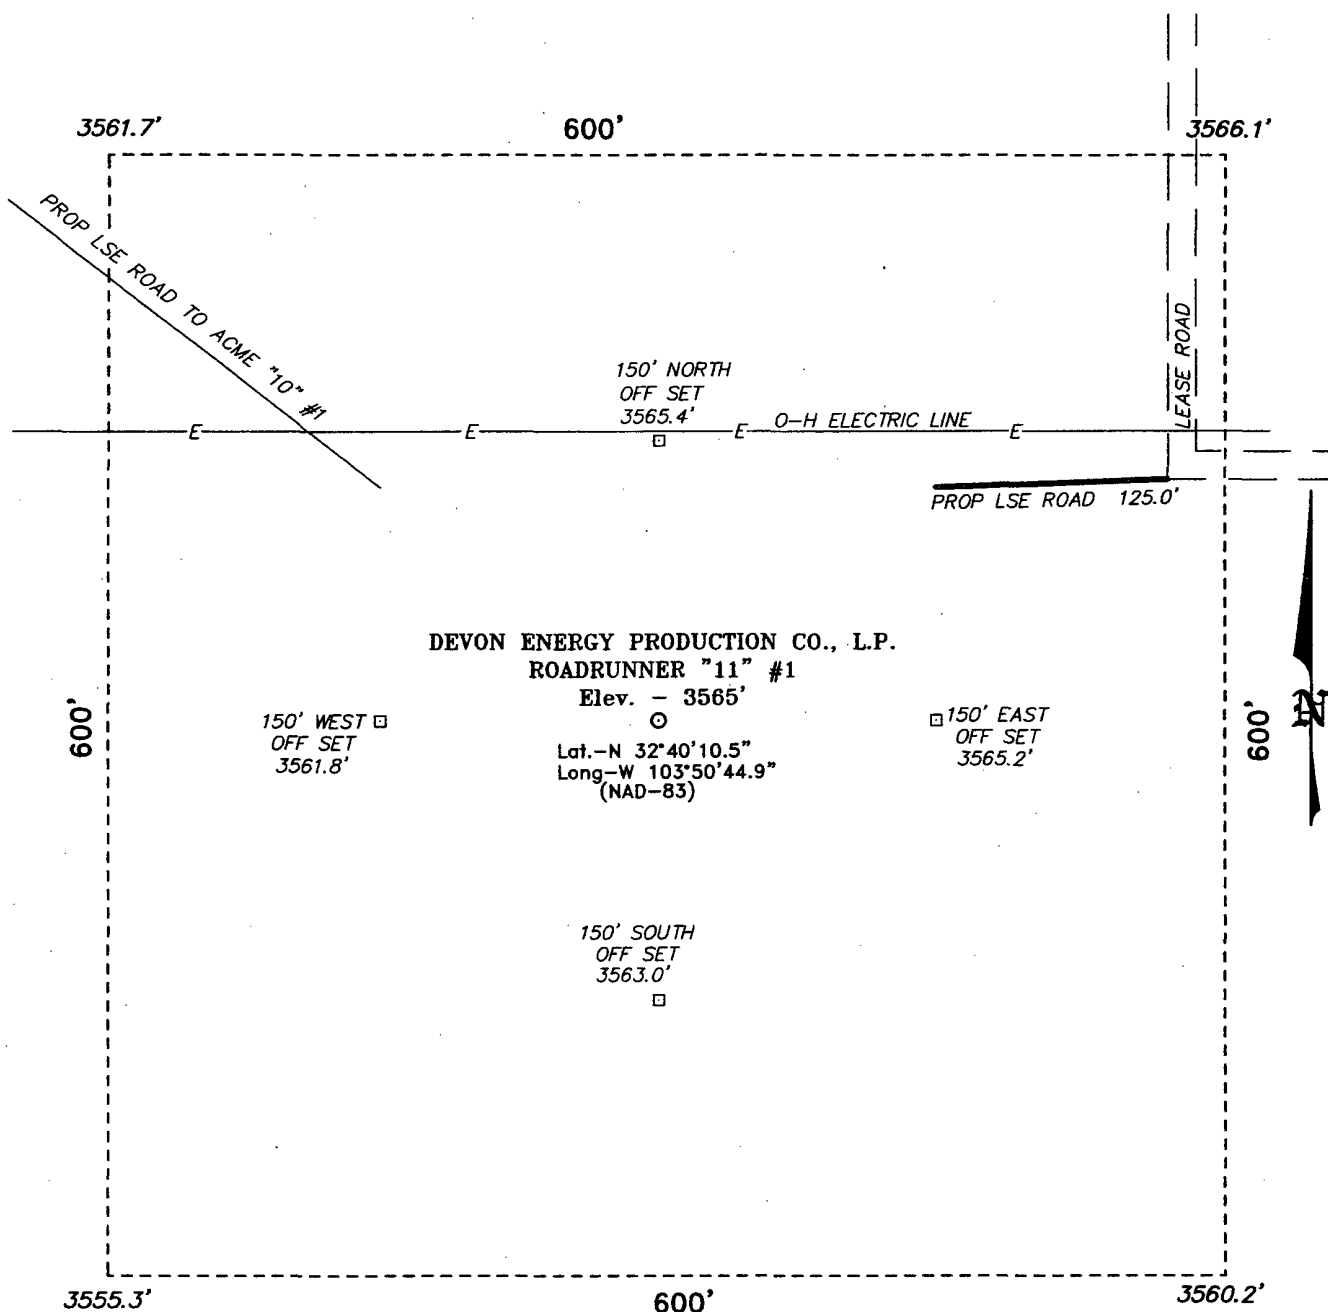 3561.7'
600'
3566.1'
PROP LSE ROAD TO ACME "10" #1
LEASE ROAD
150' NORTH
OFF SET
3565.4'
E
E
E
O-H ELECTRIC LINE
E
PROP LSE ROAD 125.0'
DEVON ENERGY PRODUCTION CO., L.P.
ROADRUNNER "11" #1
Elev. - 3565'
600'
150' WEST
OFF SET
3561.8'
Lat.-N 32°40'10.5"
Long-W 103°50'44.9"
(NAD-83)
150' EAST
OFF SET
3565.2'
600'
N
150' SOUTH
OFF SET
3563.0'
3555.3'
600'
3560.2'